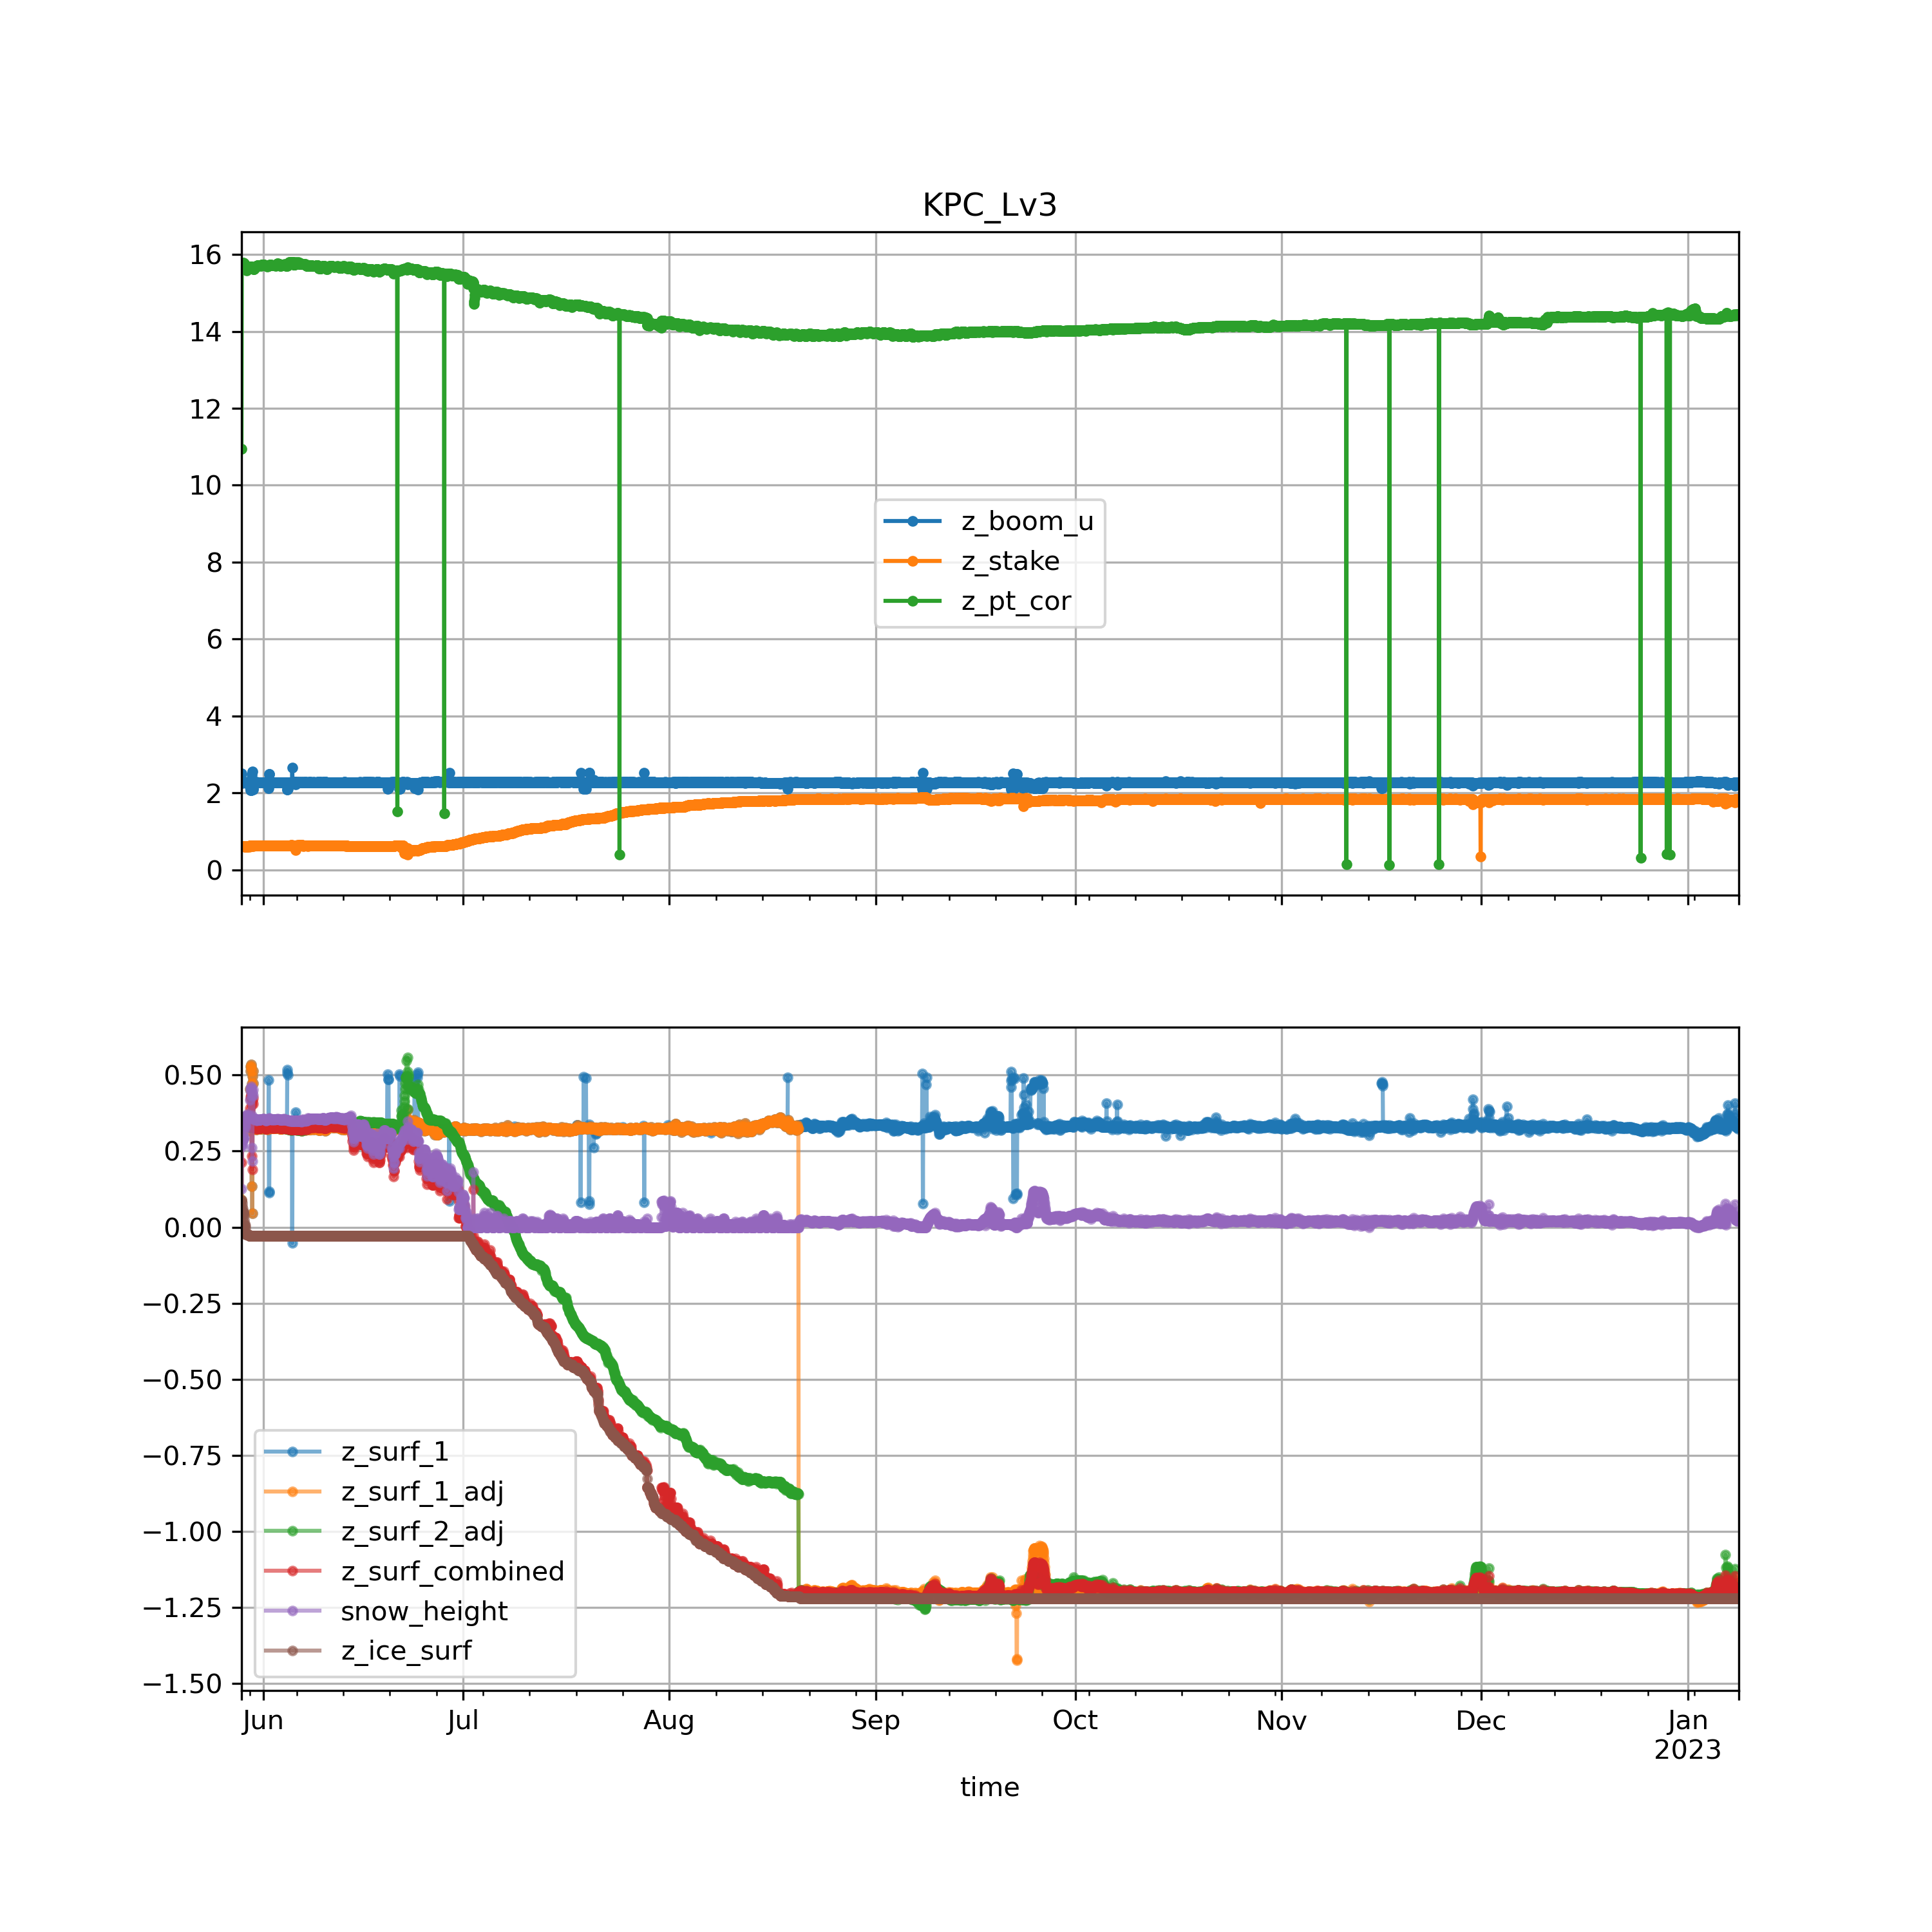 KPC_Lv3
16
14
12
10
8
6
4
2
0
z_boom_u
z_stake
z_pt_cor
0.50
0.25
0.00
−0.25
−0.50
−0.75
−1.00
−1.25
−1.50
z_surf_1
z_surf_1_adj
z_surf_2_adj
z_surf_combined
snow_height
z_ice_surf
Jun Jul Aug Sep Oct Nov Dec Jan
2023
time